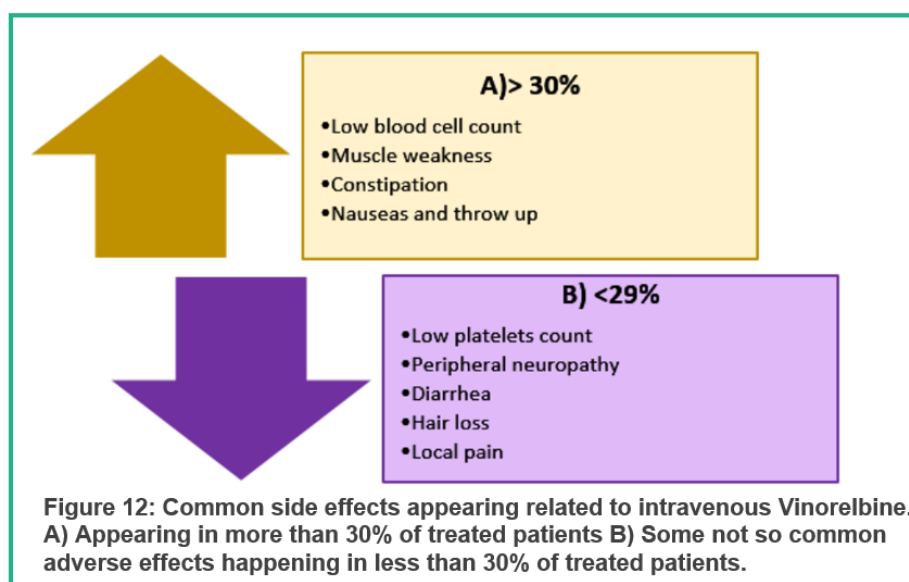 A)> 30%
•Low blood cell count
•Muscle weakness
•Constipation
•Nauseas and throw up
B) <29%
•Low platelets count
•Peripheral neuropathy
•Diarrhea
•Hair loss
•Local pain
Figure 12: Common side effects appearing related to intravenous Vinorelbine.
A) Appearing in more than 30% of treated patients B) Some not so common
adverse effects happening in less than 30% of treated patients.